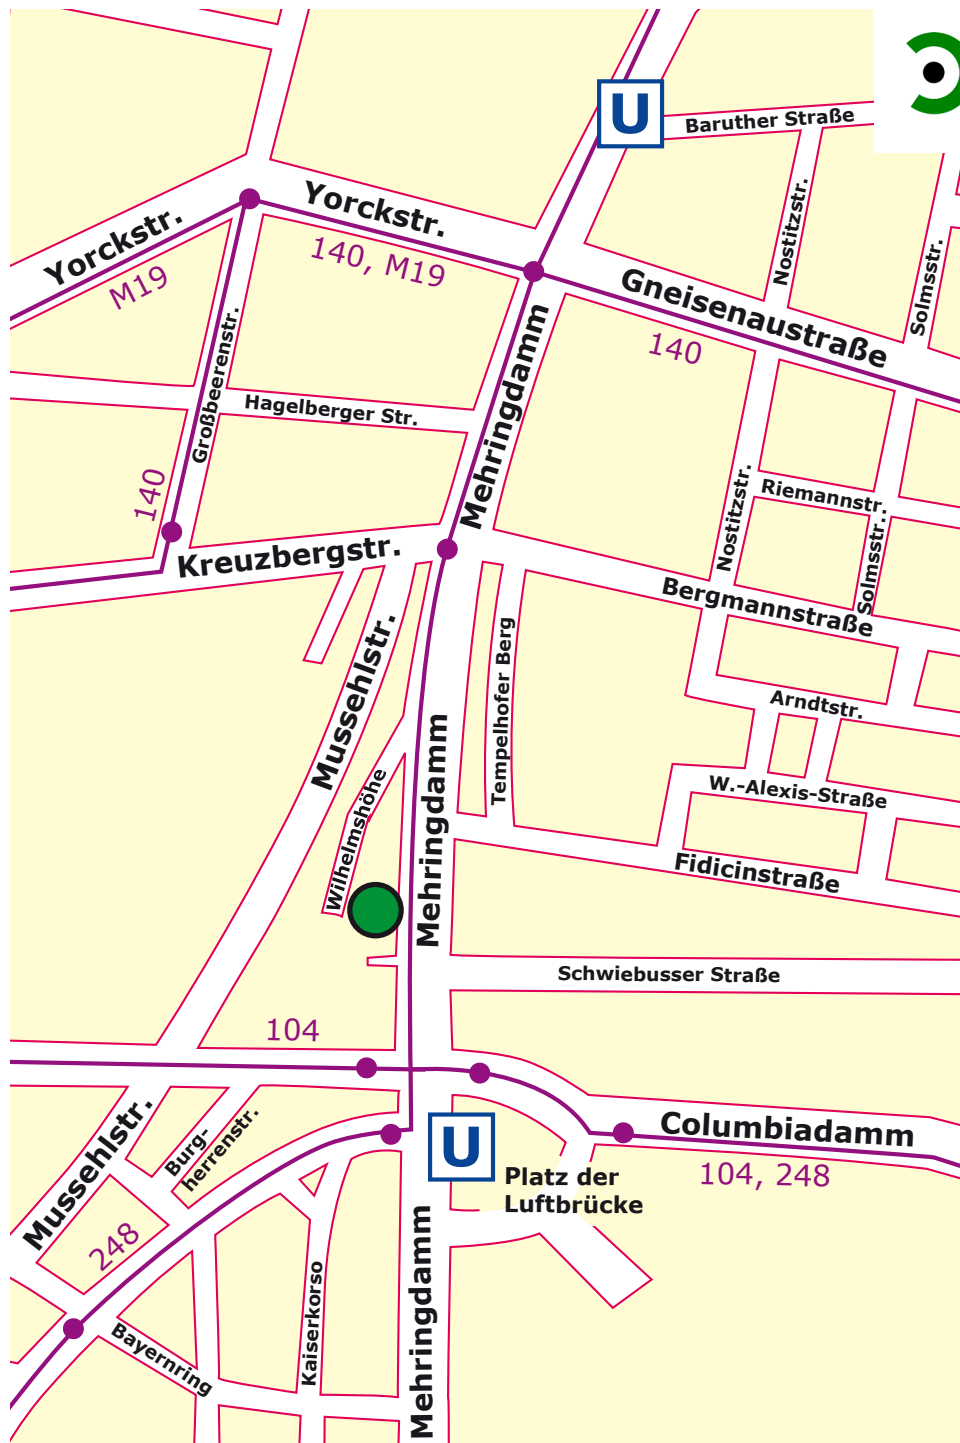 U
Baruther Straße
Yorckstr.
Yorckstr.
M19
140, M19
Nostitzstr.
Solmsstr.
Gneisenaustraße
140
Großbeerenstr.
Hagelberger Str.
Mehringdamm
140
Kreuzbergstr.
Nostitzstr.
Riemannstr.
Solmsstr.
Bergmannstraße
Mussehlstr.
Tempelhofer Berg
Arndtstr.
Wilhelmshöhe
Mehringdamm
W.-Alexis-Straße
Fidicinstraße
Schwiebusser Straße
104
Mussehlstr.
Burg-
herrenstr.
U
Columbiadamm
104, 248
Platz der
Luftbrücke
248
Kaiserkorso
Mehringdamm
Bayernring